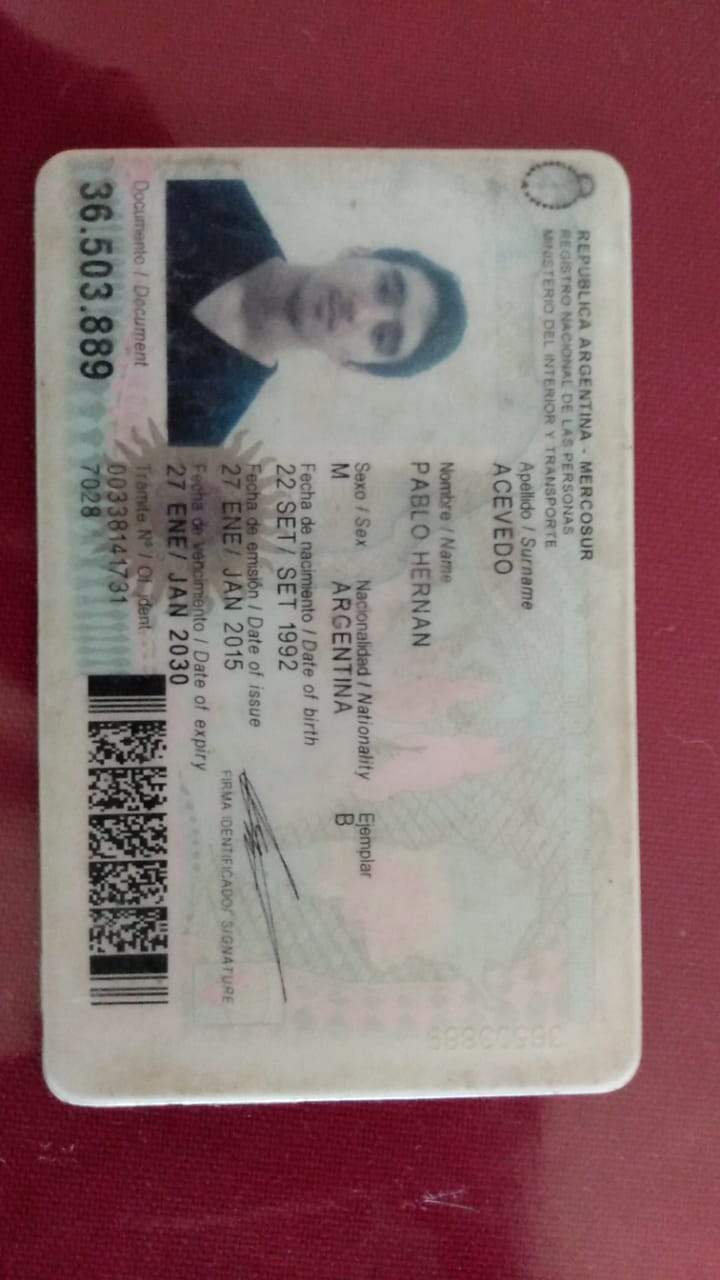 REPUBLICA ARGENTINA - MERCOSUR
REGISTRO NACIONAL DE LAS PERSONAS
MINISTERIO DEL INTERIOR Y TRANSPORTE
Apellido / Surname
ACEVEDO
Nombre / Name
PABLO HERNAN
Sexo / Sex Nacionalidad / Nationality Ejemplar
M ARGENTINA B
Fecha de nacimiento / Date of birth
22 SET/ SET 1992
Fecha de emisión / Date of issue
27 ENE/ JAN 2015
Fecha de vencimiento / Date of expiry
27 ENE/ JAN 2030
FIRMA IDENTIFICADO/ SIGNATURE
Documento / Document
36.503.889
Tramite Nº / Of. ident.
00338141731
7028
36503889